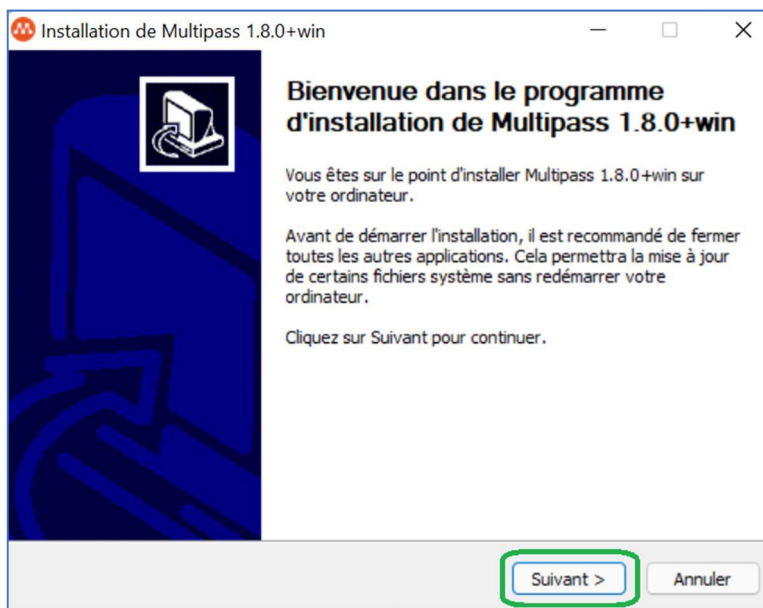 Installation de Multipass 1.8.0+win
Bienvenue dans le programme
d'installation de Multipass 1.8.0+win
Vous êtes sur le point d'installer Multipass 1.8.0+win sur
votre ordinateur.
Avant de démarrer l'installation, il est recommandé de fermer
toutes les autres applications. Cela permettra la mise à jour
de certains fichiers système sans redémarrer votre
ordinateur.
Cliquez sur Suivant pour continuer.
Suivant >
Annuler